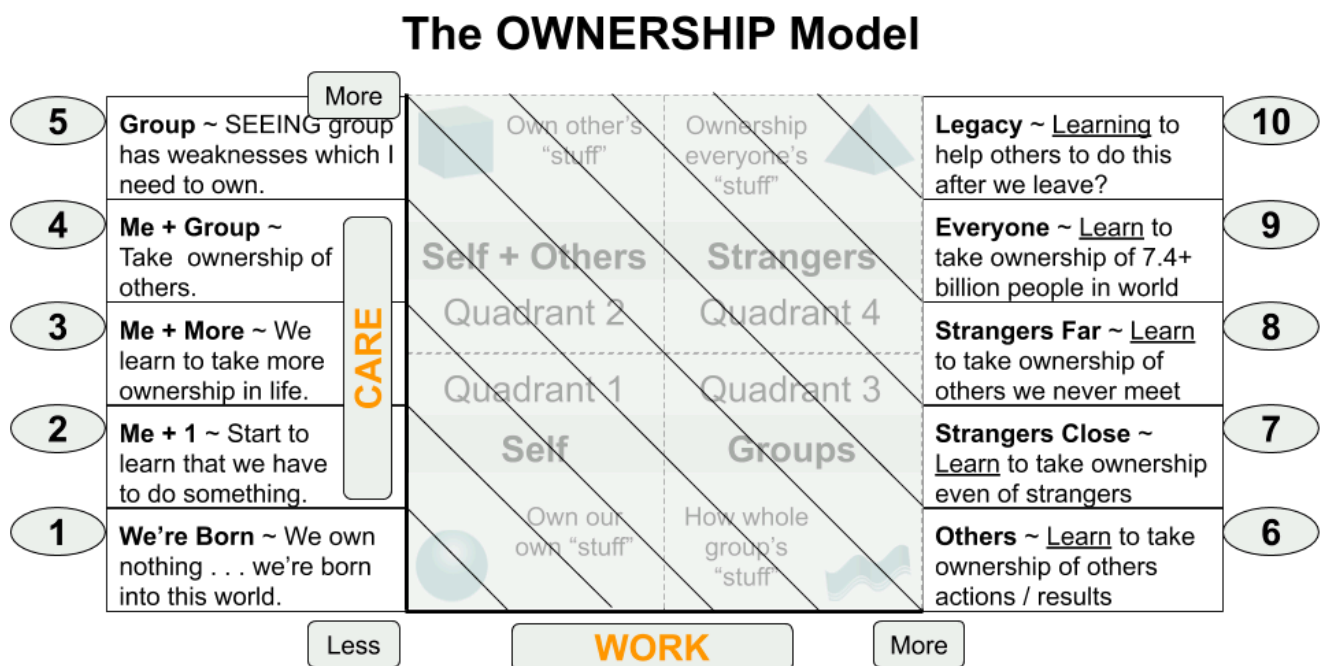 The OWNERSHIP Model
More
5
Group ~ SEEING group
has weaknesses which I
need to own.
4
Me + Group ~
Take ownership of
others.
3
Me + More ~ We
learn to take more
ownership in life.
2
Me + 1 ~ Start to
learn that we have
to do something.
1
We're Born ~ We own
nothing . . . we're born
into this world.
CARE
Own other's
"stuff"
Ownership
everyone's
"stuff"
Self + Others
Strangers
Quadrant 2
Quadrant 4
Quadrant 1
Quadrant 3
Self
Groups
Own our
own "stuff"
How whole
group's
"stuff"
Legacy ~ Learning to
help others to do this
after we leave?
10
Everyone ~ Learn to
take ownership of 7.4+
billion people in world
9
Strangers Far ~ Learn
to take ownership of
others we never meet
8
Strangers Close ~
Learn to take ownership
even of strangers
7
Others ~ Learn to take
ownership of others
actions / results
6
Less
WORK
More